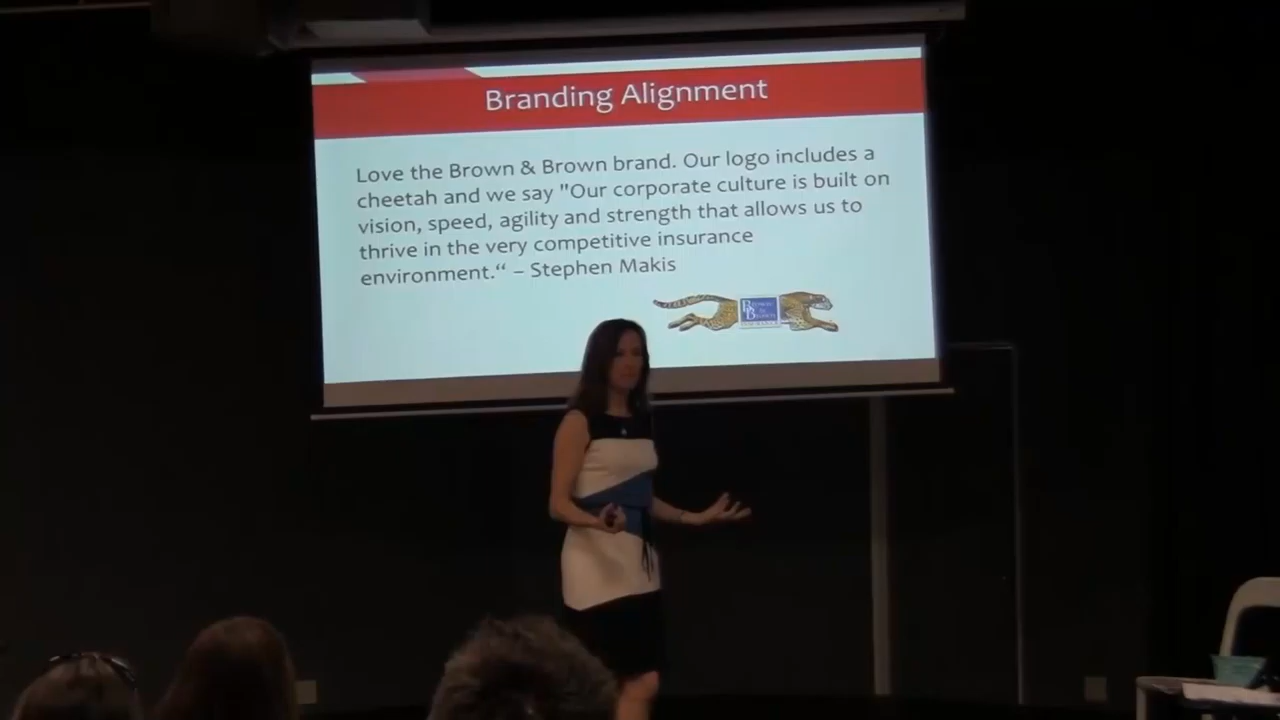 Branding Alignment
Love the Brown & Brown brand. Our logo includes a
cheetah and we say "Our corporate culture is built on
vision, speed, agility and strength that allows us to
thrive in the very competitive insurance
environment.“ – Stephen Makis
Brown
&
Brown